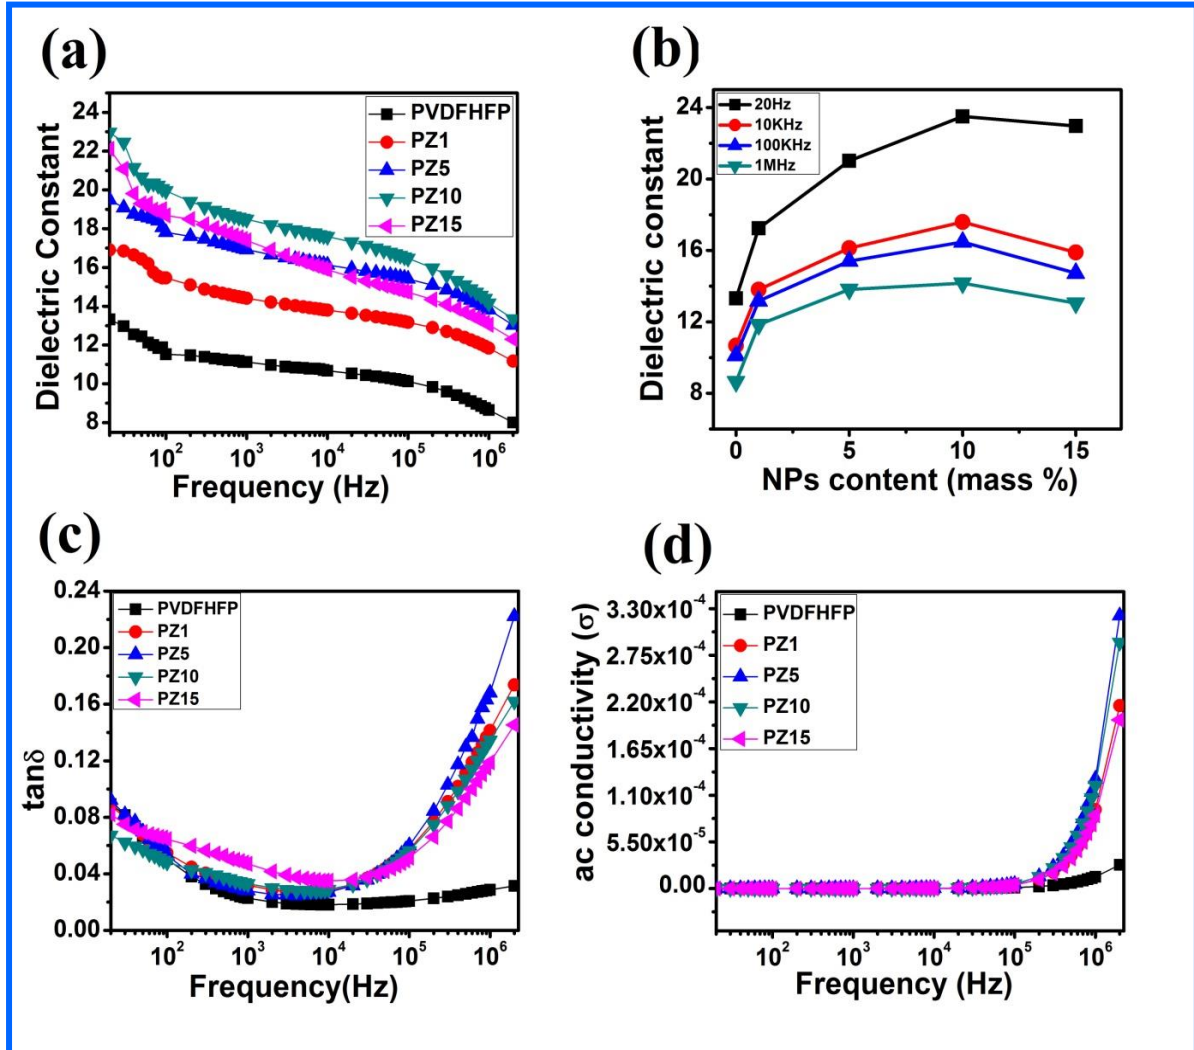 (a)
24
22
20
18
16
14
12
10
8
Dielectric Constant
PVDFHFP
PZ1
PZ5
PZ10
PZ15
10² 10³ 10⁴ 10⁵ 10⁶
Frequency (Hz)
(b)
24
20
16
12
8
Dielectric constant
20Hz
10KHz
100KHz
1MHz
0 5 10 15
NPs content (mass %)
(c)
0.24
0.20
0.16
0.12
0.08
0.04
0.00
tanδ
PVDFHFP
PZ1
PZ5
PZ10
PZ15
10² 10³ 10⁴ 10⁵ 10⁶
Frequency(Hz)
(d)
3.30x10⁻⁴
2.75x10⁻⁴
2.20x10⁻⁴
1.65x10⁻⁴
1.10x10⁻⁴
5.50x10⁻⁵
0.00
ac conductivity (σ)
PVDFHFP
PZ1
PZ5
PZ10
PZ15
10² 10³ 10⁴ 10⁵ 10⁶
Frequency (Hz)